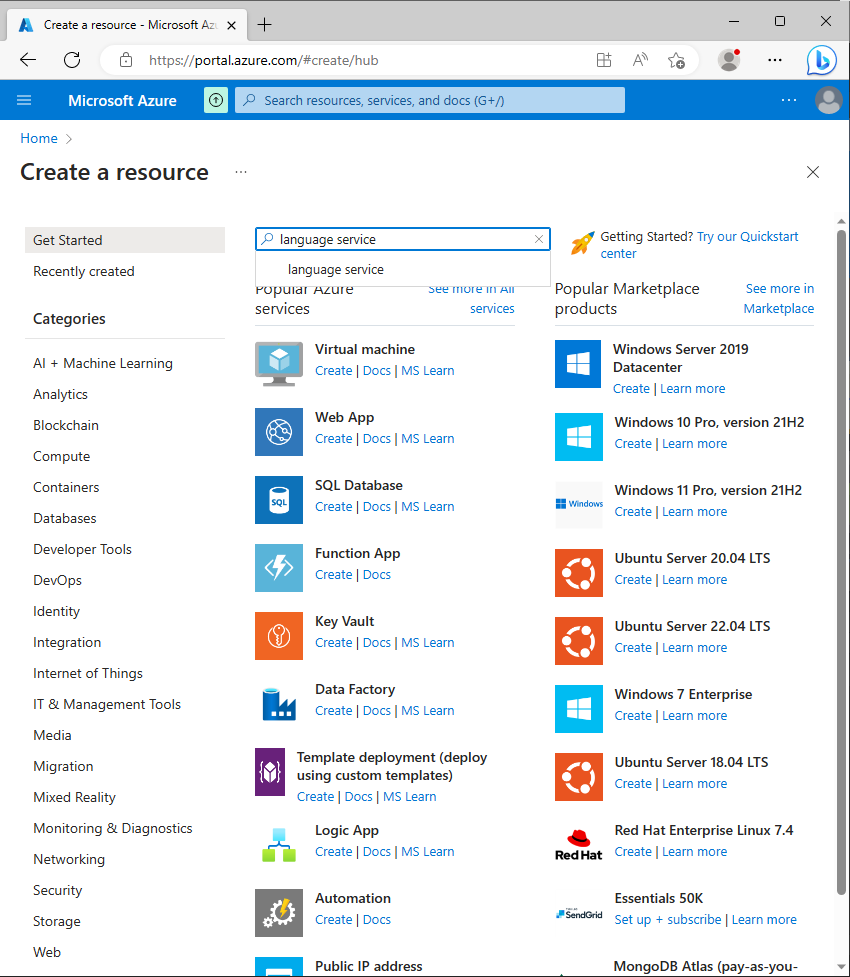 Create a resource - Microsoft Az
https://portal.azure.com/#create/hub
Microsoft Azure
Search resources, services, and docs (G+/)
Home
Create a resource
Get Started
Recently created
Categories
AI + Machine Learning
Analytics
Blockchain
Compute
Containers
Databases
Developer Tools
DevOps
Identity
Integration
Internet of Things
IT & Management Tools
Media
Migration
Mixed Reality
Monitoring & Diagnostics
Networking
Security
Storage
Web
language service
language service
Getting Started? Try our Quickstart
center
Popular Azure
services
See more in All
services
Virtual machine
Create | Docs | MS Learn
Web App
Create | Docs | MS Learn
SQL
SQL Database
Create | Docs | MS Learn
Function App
Create | Docs
Key Vault
Create | Docs | MS Learn
Data Factory
Create | Docs | MS Learn
Template deployment (deploy
using custom templates)
Create | Docs | MS Learn
Logic App
Create | Docs | MS Learn
Automation
Create | Docs
Public IP address
Popular Marketplace
products
See more in
Marketplace
Windows Server 2019
Datacenter
Create | Learn more
Windows 10 Pro, version 21H2
Create | Learn more
Windows
Windows 11 Pro, version 21H2
Create | Learn more
Ubuntu Server 20.04 LTS
Create | Learn more
Ubuntu Server 22.04 LTS
Create | Learn more
Windows 7 Enterprise
Create | Learn more
Ubuntu Server 18.04 LTS
Create | Learn more
Red Hat
Red Hat Enterprise Linux 7.4
Create | Learn more
SendGrid
Essentials 50K
Set up + subscribe | Learn more
MongoDB Atlas (pay-as-you-